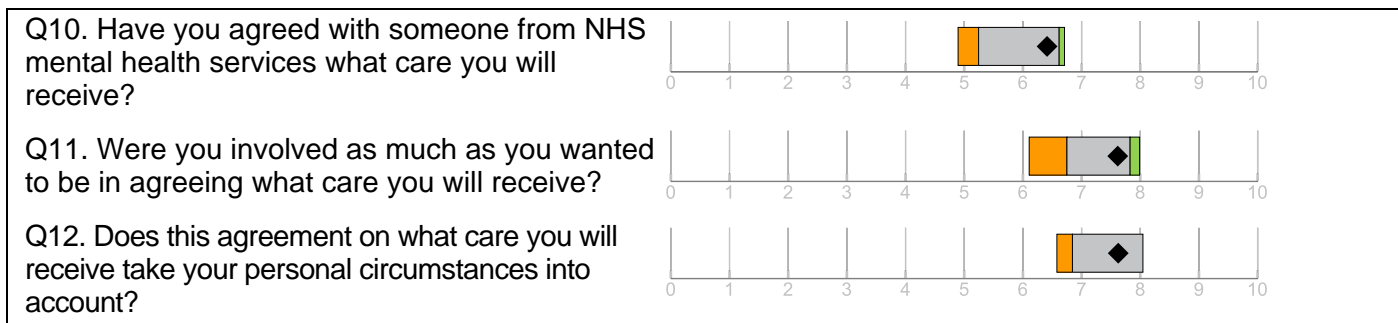 Q10. Have you agreed with someone from NHS
mental health services what care you will
receive?
0 1 2 3 4 5 6 7 8 9 10
Q11. Were you involved as much as you wanted
to be in agreeing what care you will receive?
0 1 2 3 4 5 6 7 8 9 10
Q12. Does this agreement on what care you will
receive take your personal circumstances into
account?
0 1 2 3 4 5 6 7 8 9 10